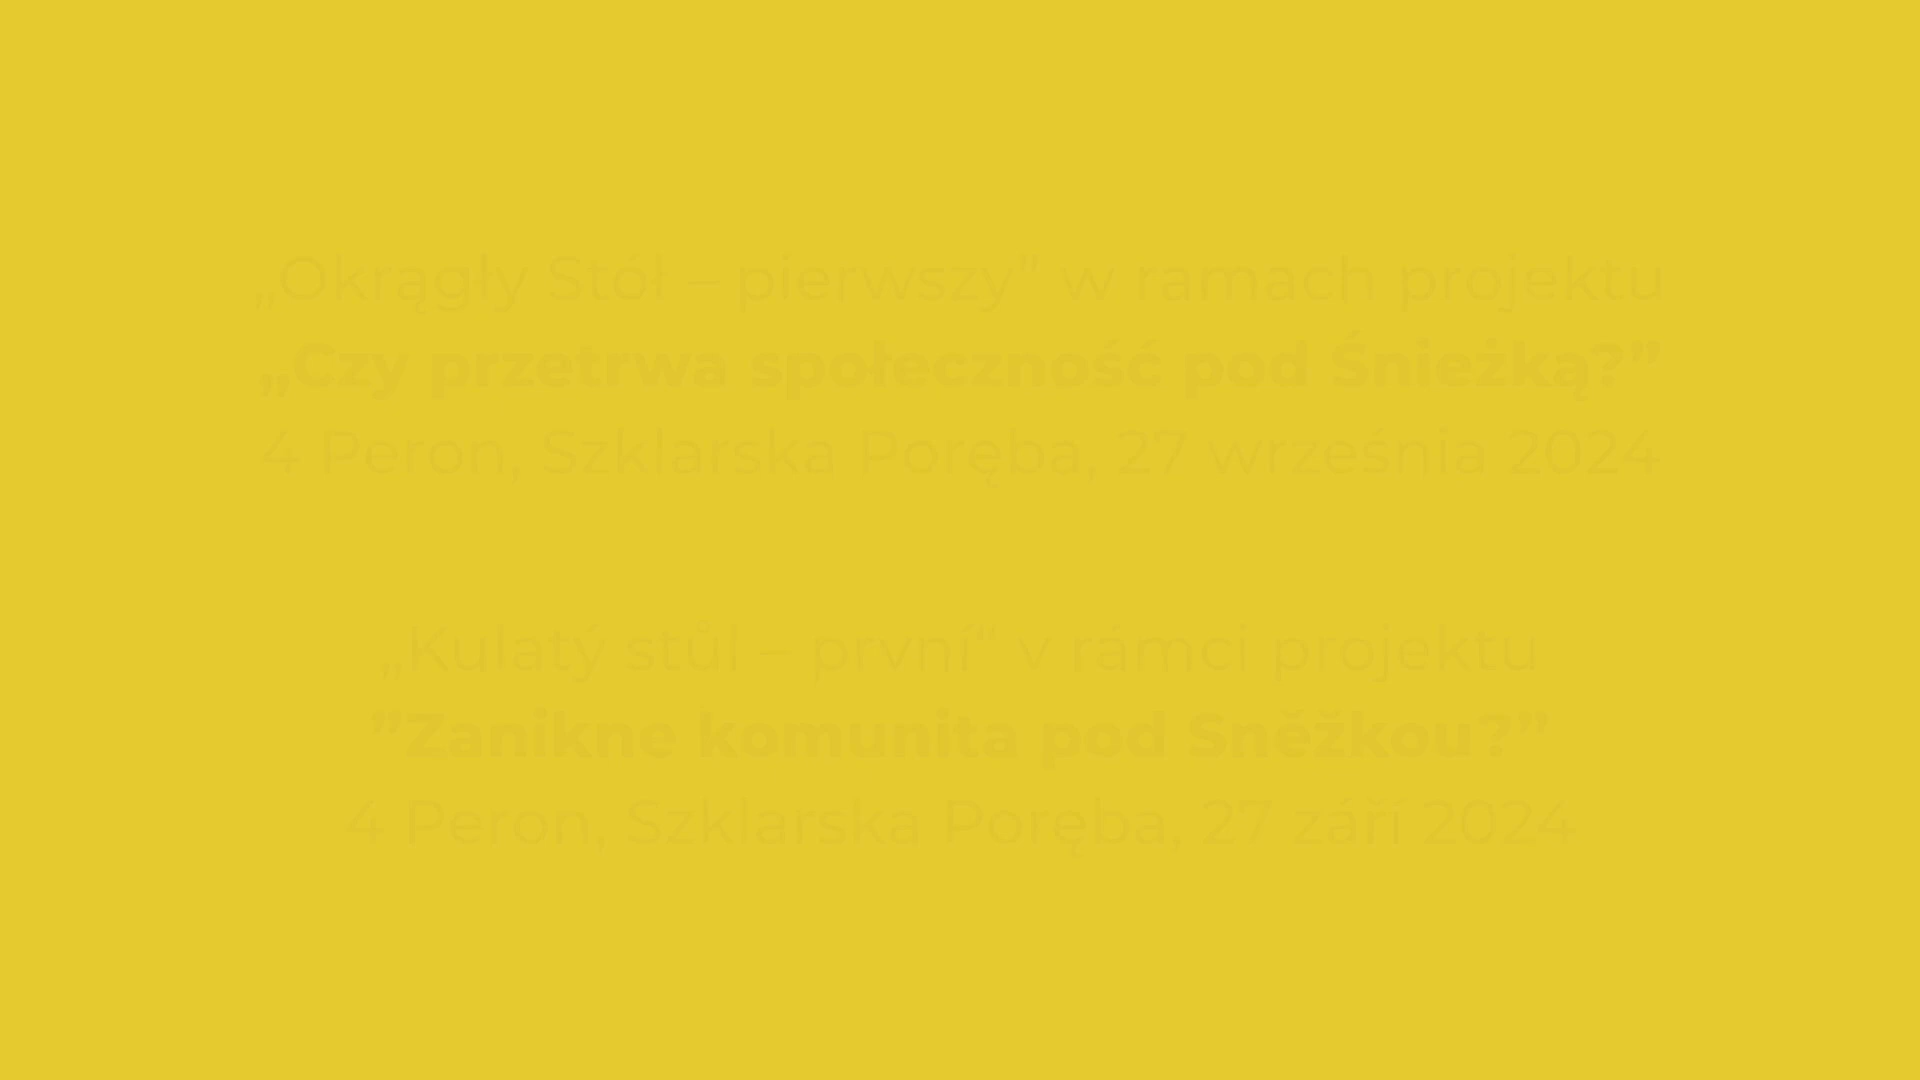 „Okrągły Stół – pierwszy” w ramach projektu
„Czy przetrwa społeczność pod Śnieżką?”
4 Peron, Szklarska Poręba, 27 września 2024
„Kulatý stůl – první“ v rámci projektu
”Zanikne komunita pod Sněžkou?”
4 Peron, Szklarska Poręba, 27 září 2024